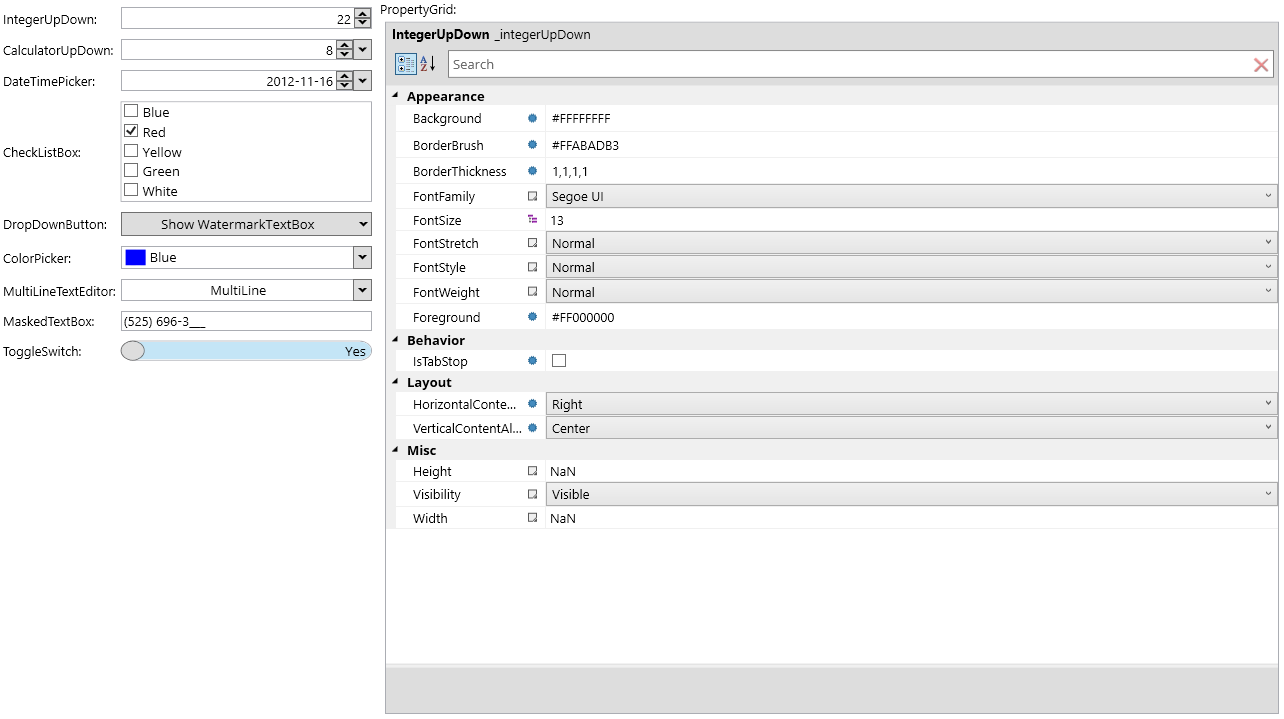 IntegerUpDown: 22
CalculatorUpDown: 8
DateTimePicker: 2012-11-16
CheckListBox:
Blue
Red
Yellow
Green
White
DropDownButton: Show WatermarkTextBox
ColorPicker: Blue
MultiLineTextEditor: MultiLine
MaskedTextBox: (525) 696-3___
ToggleSwitch: Yes
PropertyGrid:
IntegerUpDown _integerUpDown
Search
Appearance
Background #FFFFFFFF
BorderBrush #FFABADB3
BorderThickness 1,1,1,1
FontFamily Segoe UI
FontSize 13
FontStretch Normal
FontStyle Normal
FontWeight Normal
Foreground #FF000000
Behavior
IsTabStop
Layout
HorizontalConte... Right
VerticalContentAl... Center
Misc
Height NaN
Visibility Visible
Width NaN